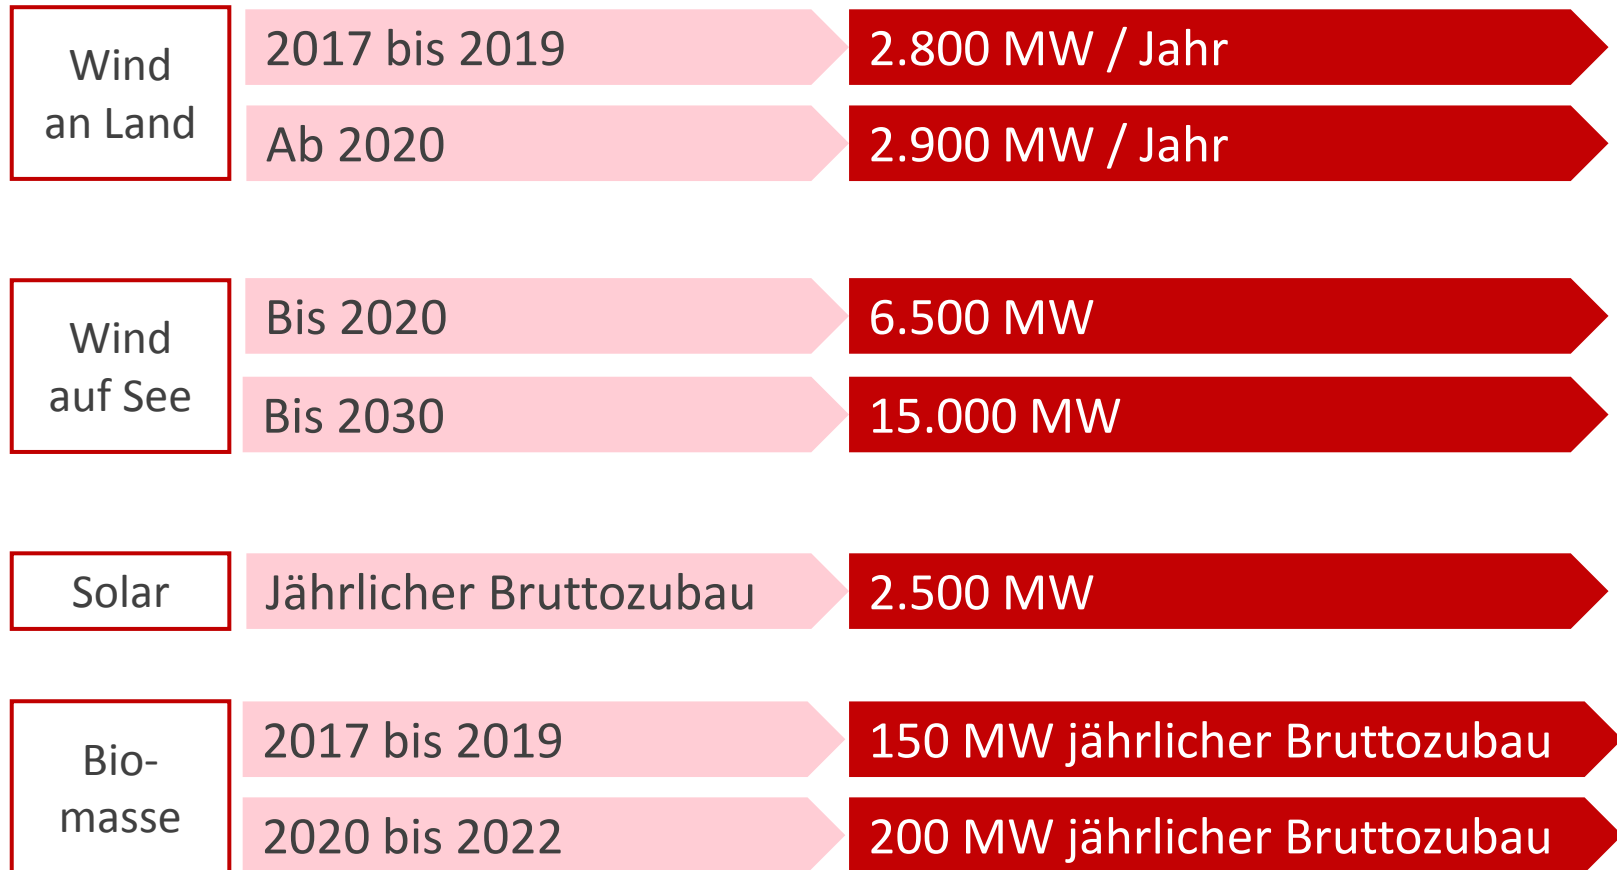 Wind
an Land
2017 bis 2019
2.800 MW / Jahr
Ab 2020
2.900 MW / Jahr
Wind
auf See
Bis 2020
6.500 MW
Bis 2030
15.000 MW
Solar
Jährlicher Bruttozubau
2.500 MW
Bio-
masse
2017 bis 2019
150 MW jährlicher Bruttozubau
2020 bis 2022
200 MW jährlicher Bruttozubau